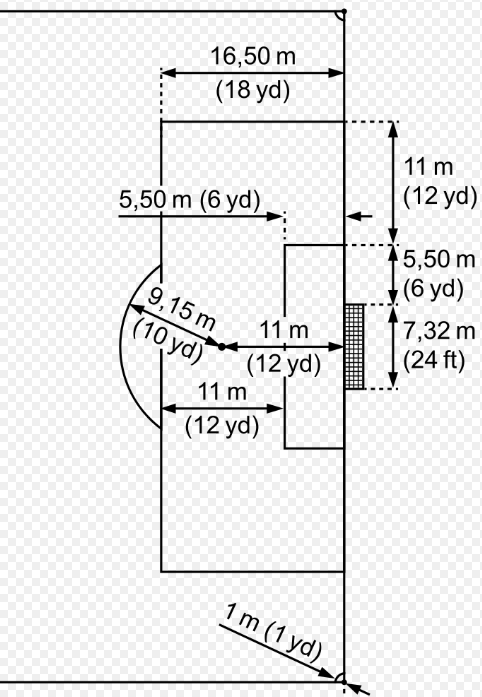 16,50 m
(18 yd)
11 m
(12 yd)
5,50 m (6 yd)
5,50 m
(6 yd)
9,15 m
(10 yd)
11 m
(12 yd)
7,32 m
(24 ft)
11 m
(12 yd)
1 m (1 yd)